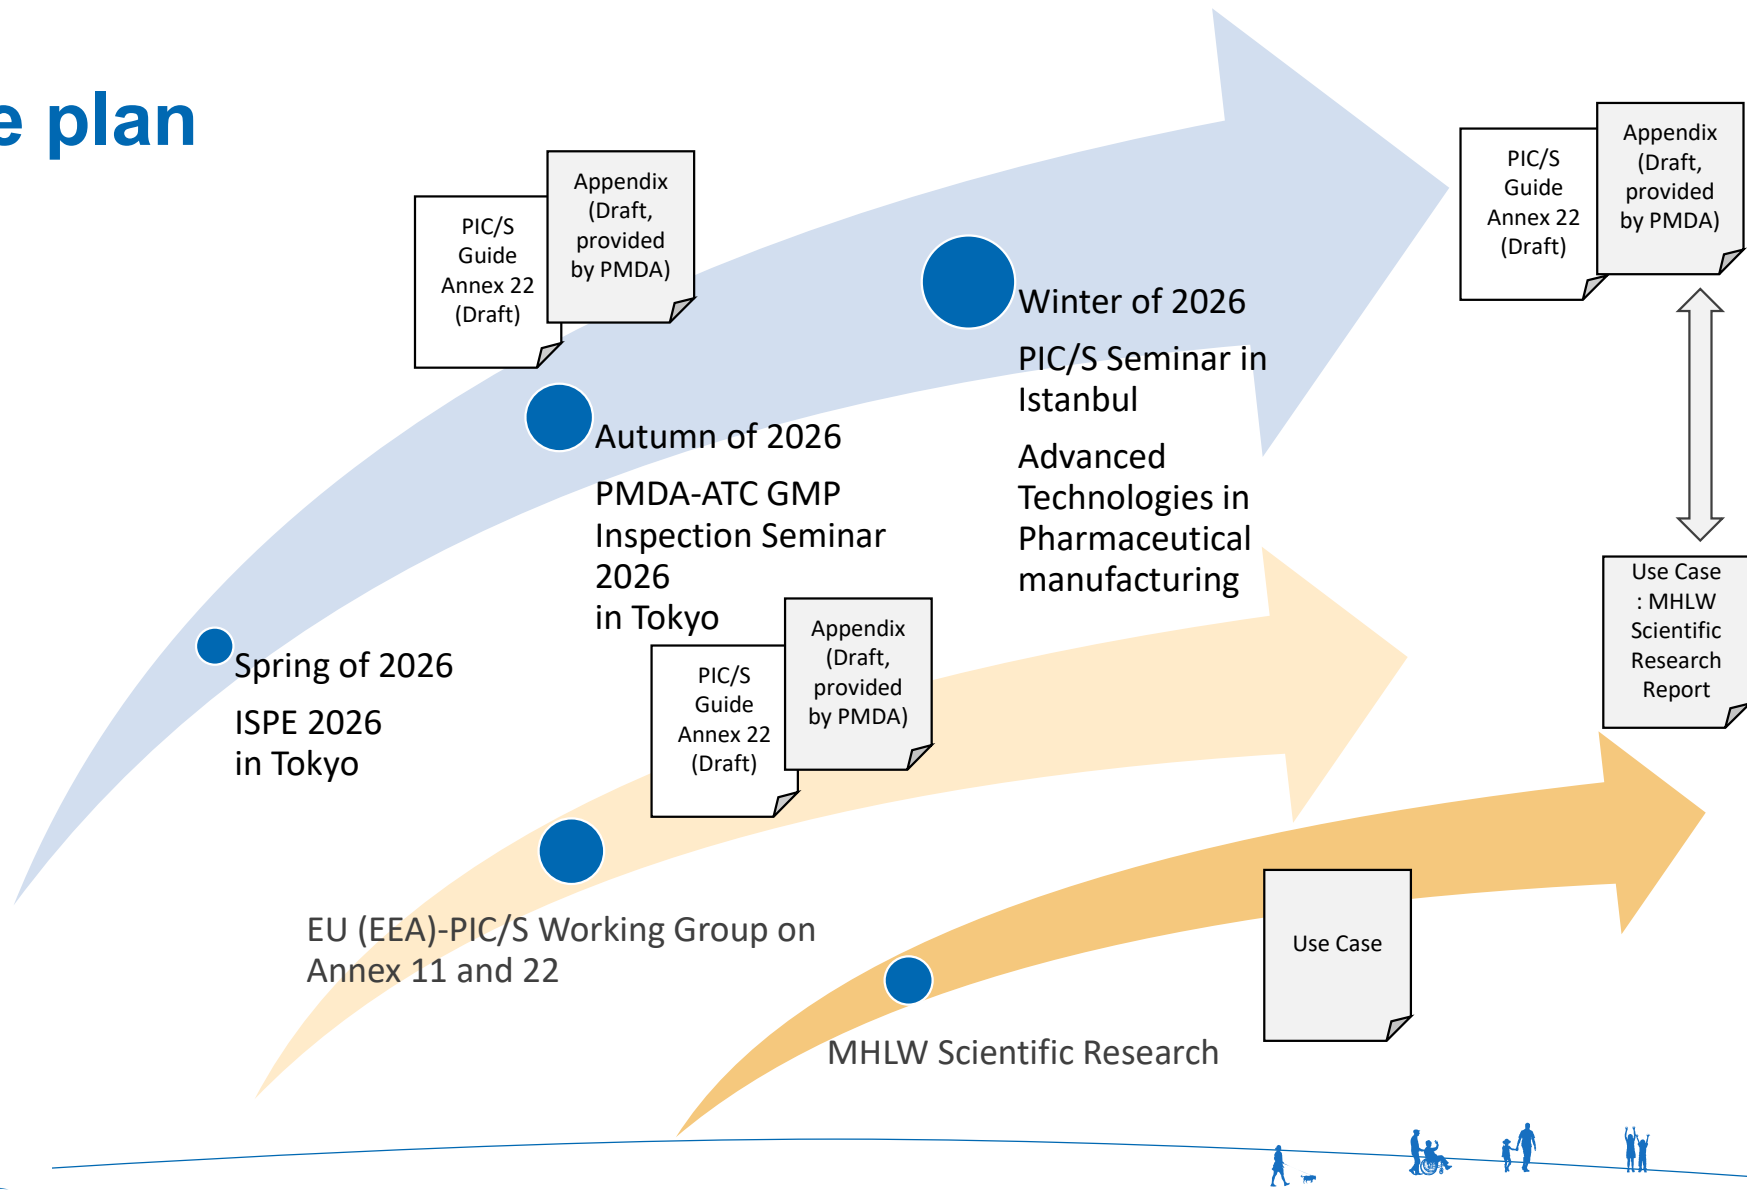 e plan
PIC/S
Guide
Annex 22
(Draft)
Appendix
(Draft,
provided
by PMDA)
PIC/S
Guide
Annex 22
(Draft)
Appendix
(Draft,
provided
by PMDA)
Winter of 2026
PIC/S Seminar in
Istanbul
Advanced
Technologies in
Pharmaceutical
manufacturing
Autumn of 2026
PMDA-ATC GMP
Inspection Seminar
2026
in Tokyo
Spring of 2026
ISPE 2026
in Tokyo
PIC/S
Guide
Annex 22
(Draft)
Appendix
(Draft,
provided
by PMDA)
Use Case
: MHLW
Scientific
Research
Report
EU (EEA)-PIC/S Working Group on
Annex 11 and 22
Use Case
MHLW Scientific Research